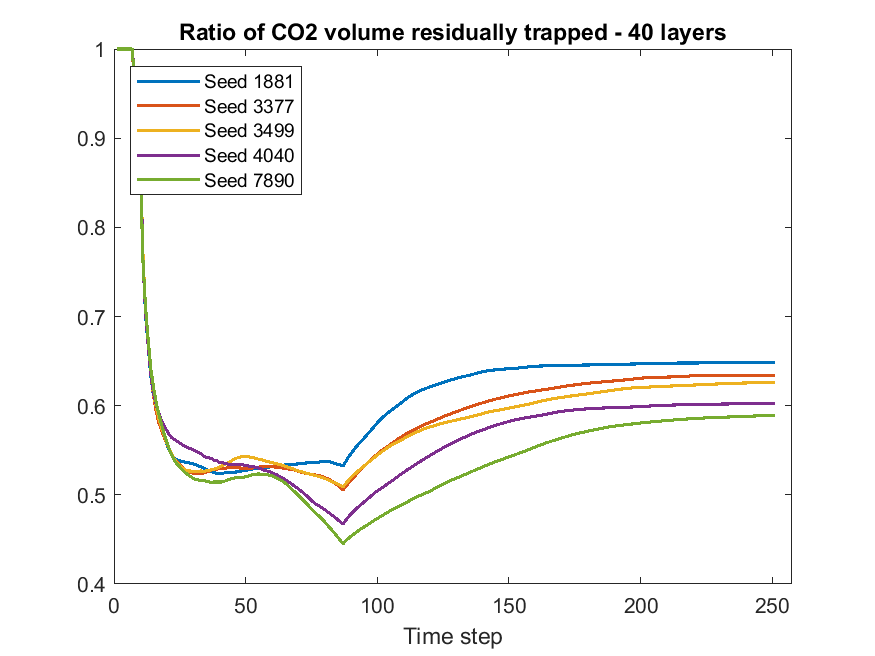 Ratio of CO2 volume residually trapped - 40 layers
1
0.9
0.8
0.7
0.6
0.5
0.4
Seed 1881
Seed 3377
Seed 3499
Seed 4040
Seed 7890
0
50
100
150
200
250
Time step